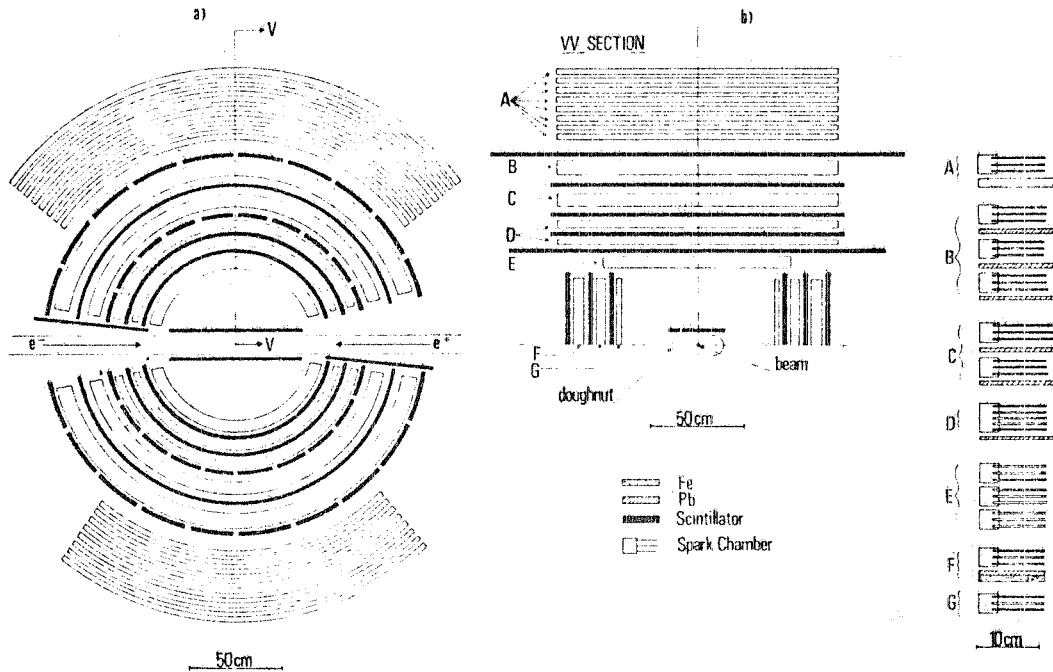 a)
V
e⁻
V
e⁺
50cm
b)
VV SECTION
A
B
C
D
E
F
G
doughnut
beam
50cm
Fe
Pb
Scintillator
Spark Chamber
A
B
C
D
E
F
G
10cm